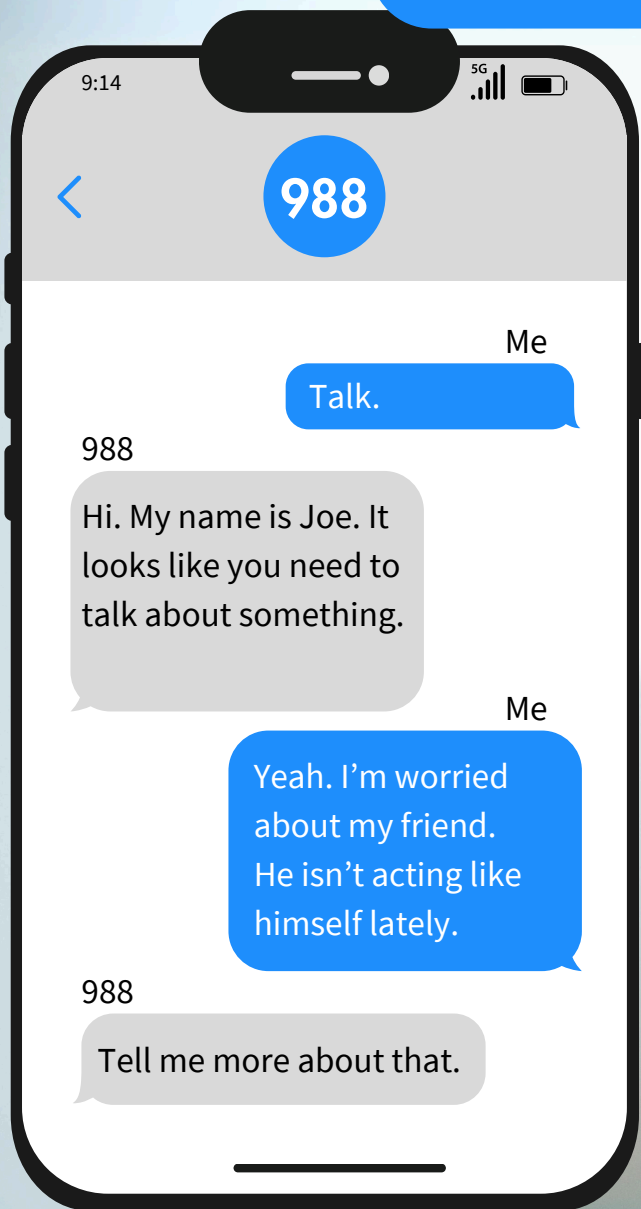 9:14
5G
988
Me
Talk.
988
Hi. My name is Joe. It
looks like you need to
talk about something.
Me
Yeah. I’m worried
about my friend.
He isn’t acting like
himself lately.
988
Tell me more about that.